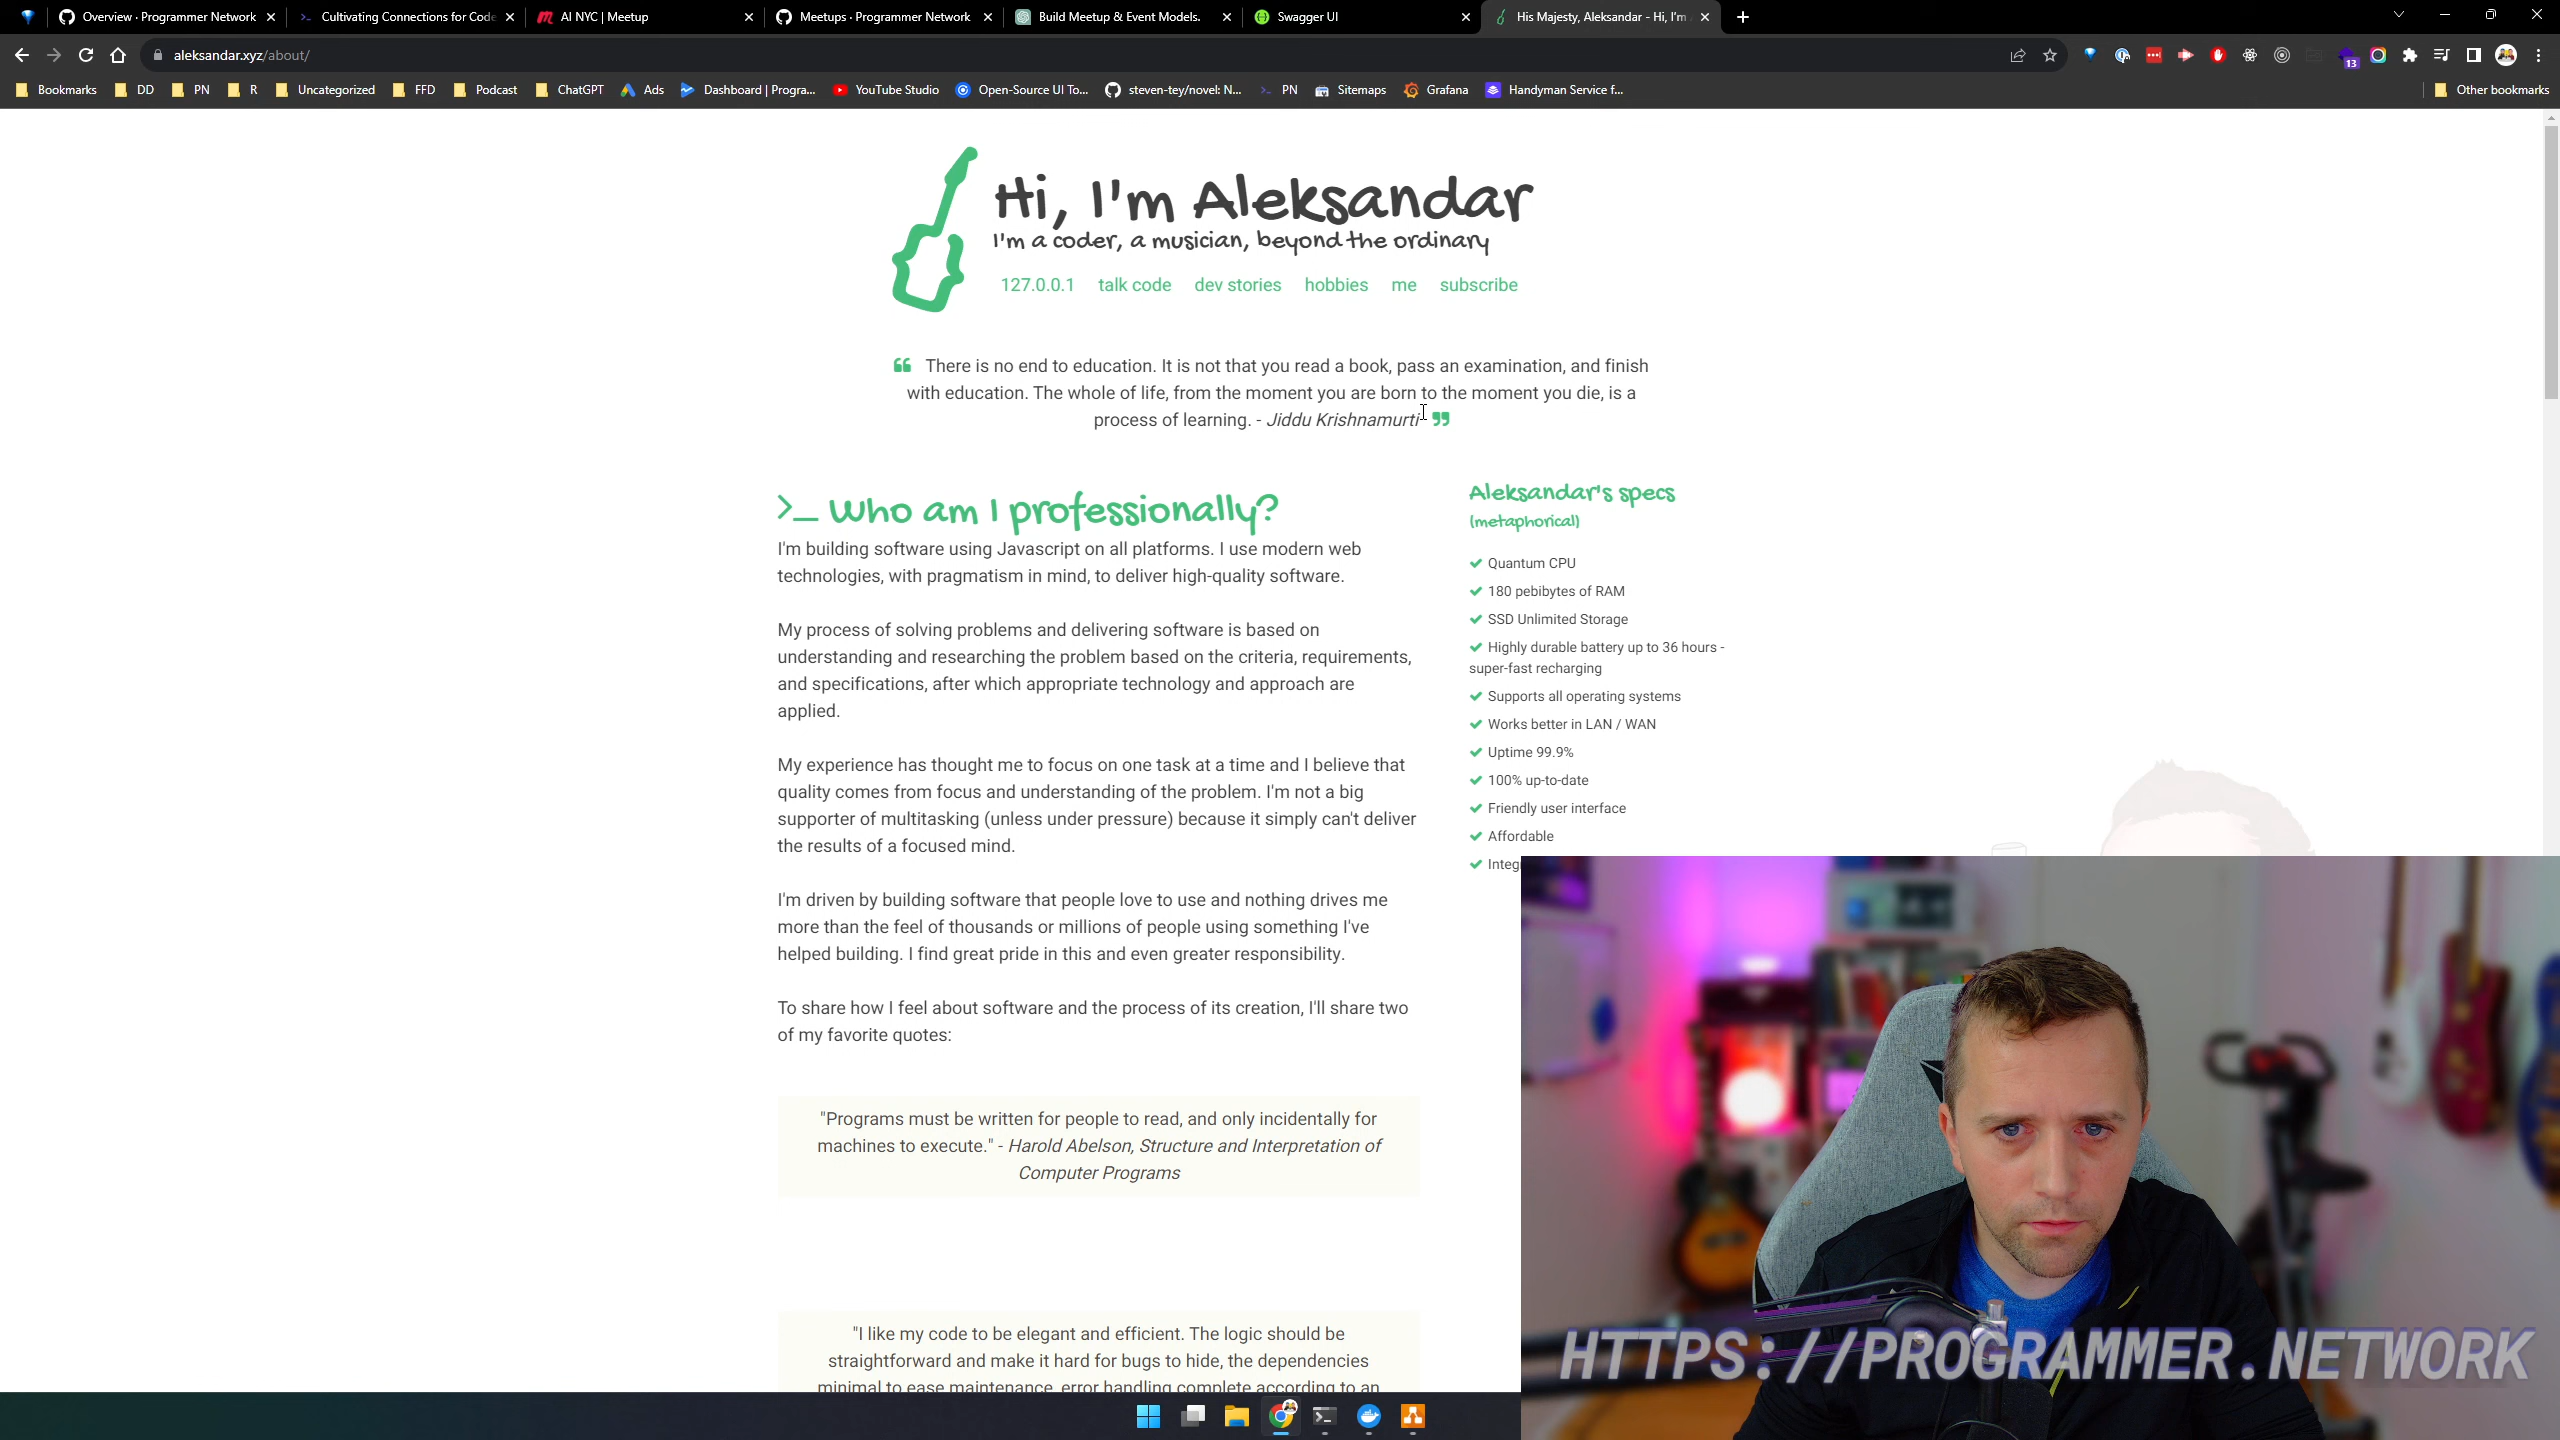 Overview · Programmer Network
Cultivating Connections for Code
AI NYC | Meetup
Meetups · Programmer Network
Build Meetup & Event Models.
Swagger UI
His Majesty, Aleksandar - Hi, I'm
aleksandar.xyz/about/
13
Bookmarks
DD
PN
R
Uncategorized
FFD
Podcast
ChatGPT
Ads
Dashboard | Progra...
YouTube Studio
Open-Source UI To...
steven-tey/novel: N...
PN
Sitemaps
Grafana
Handyman Service f...
Other bookmarks
Hi, I'm Aleksandar
I'm a coder, a musician, beyond the ordinary
127.0.0.1 talk code dev stories hobbies me subscribe
There is no end to education. It is not that you read a book, pass an examination, and finish
with education. The whole of life, from the moment you are born to the moment you die, is a
process of learning. - Jiddu Krishnamurti
>_ Who am I professionally?
I'm building software using Javascript on all platforms. I use modern web
technologies, with pragmatism in mind, to deliver high-quality software.
My process of solving problems and delivering software is based on
understanding and researching the problem based on the criteria, requirements,
and specifications, after which appropriate technology and approach are
applied.
My experience has thought me to focus on one task at a time and I believe that
quality comes from focus and understanding of the problem. I'm not a big
supporter of multitasking (unless under pressure) because it simply can't deliver
the results of a focused mind.
I'm driven by building software that people love to use and nothing drives me
more than the feel of thousands or millions of people using something I've
helped building. I find great pride in this and even greater responsibility.
To share how I feel about software and the process of its creation, I'll share two
of my favorite quotes:
"Programs must be written for people to read, and only incidentally for
machines to execute." - Harold Abelson, Structure and Interpretation of
Computer Programs
"I like my code to be elegant and efficient. The logic should be
straightforward and make it hard for bugs to hide, the dependencies
minimal to ease maintenance, error handling complete according to an
Aleksandar's specs
(metaphorical)
Quantum CPU
180 pebibytes of RAM
SSD Unlimited Storage
Highly durable battery up to 36 hours -
super-fast recharging
Supports all operating systems
Works better in LAN / WAN
Uptime 99.9%
100% up-to-date
Friendly user interface
Affordable
Integ
HTTPS://PROGRAMMER.NETWORK